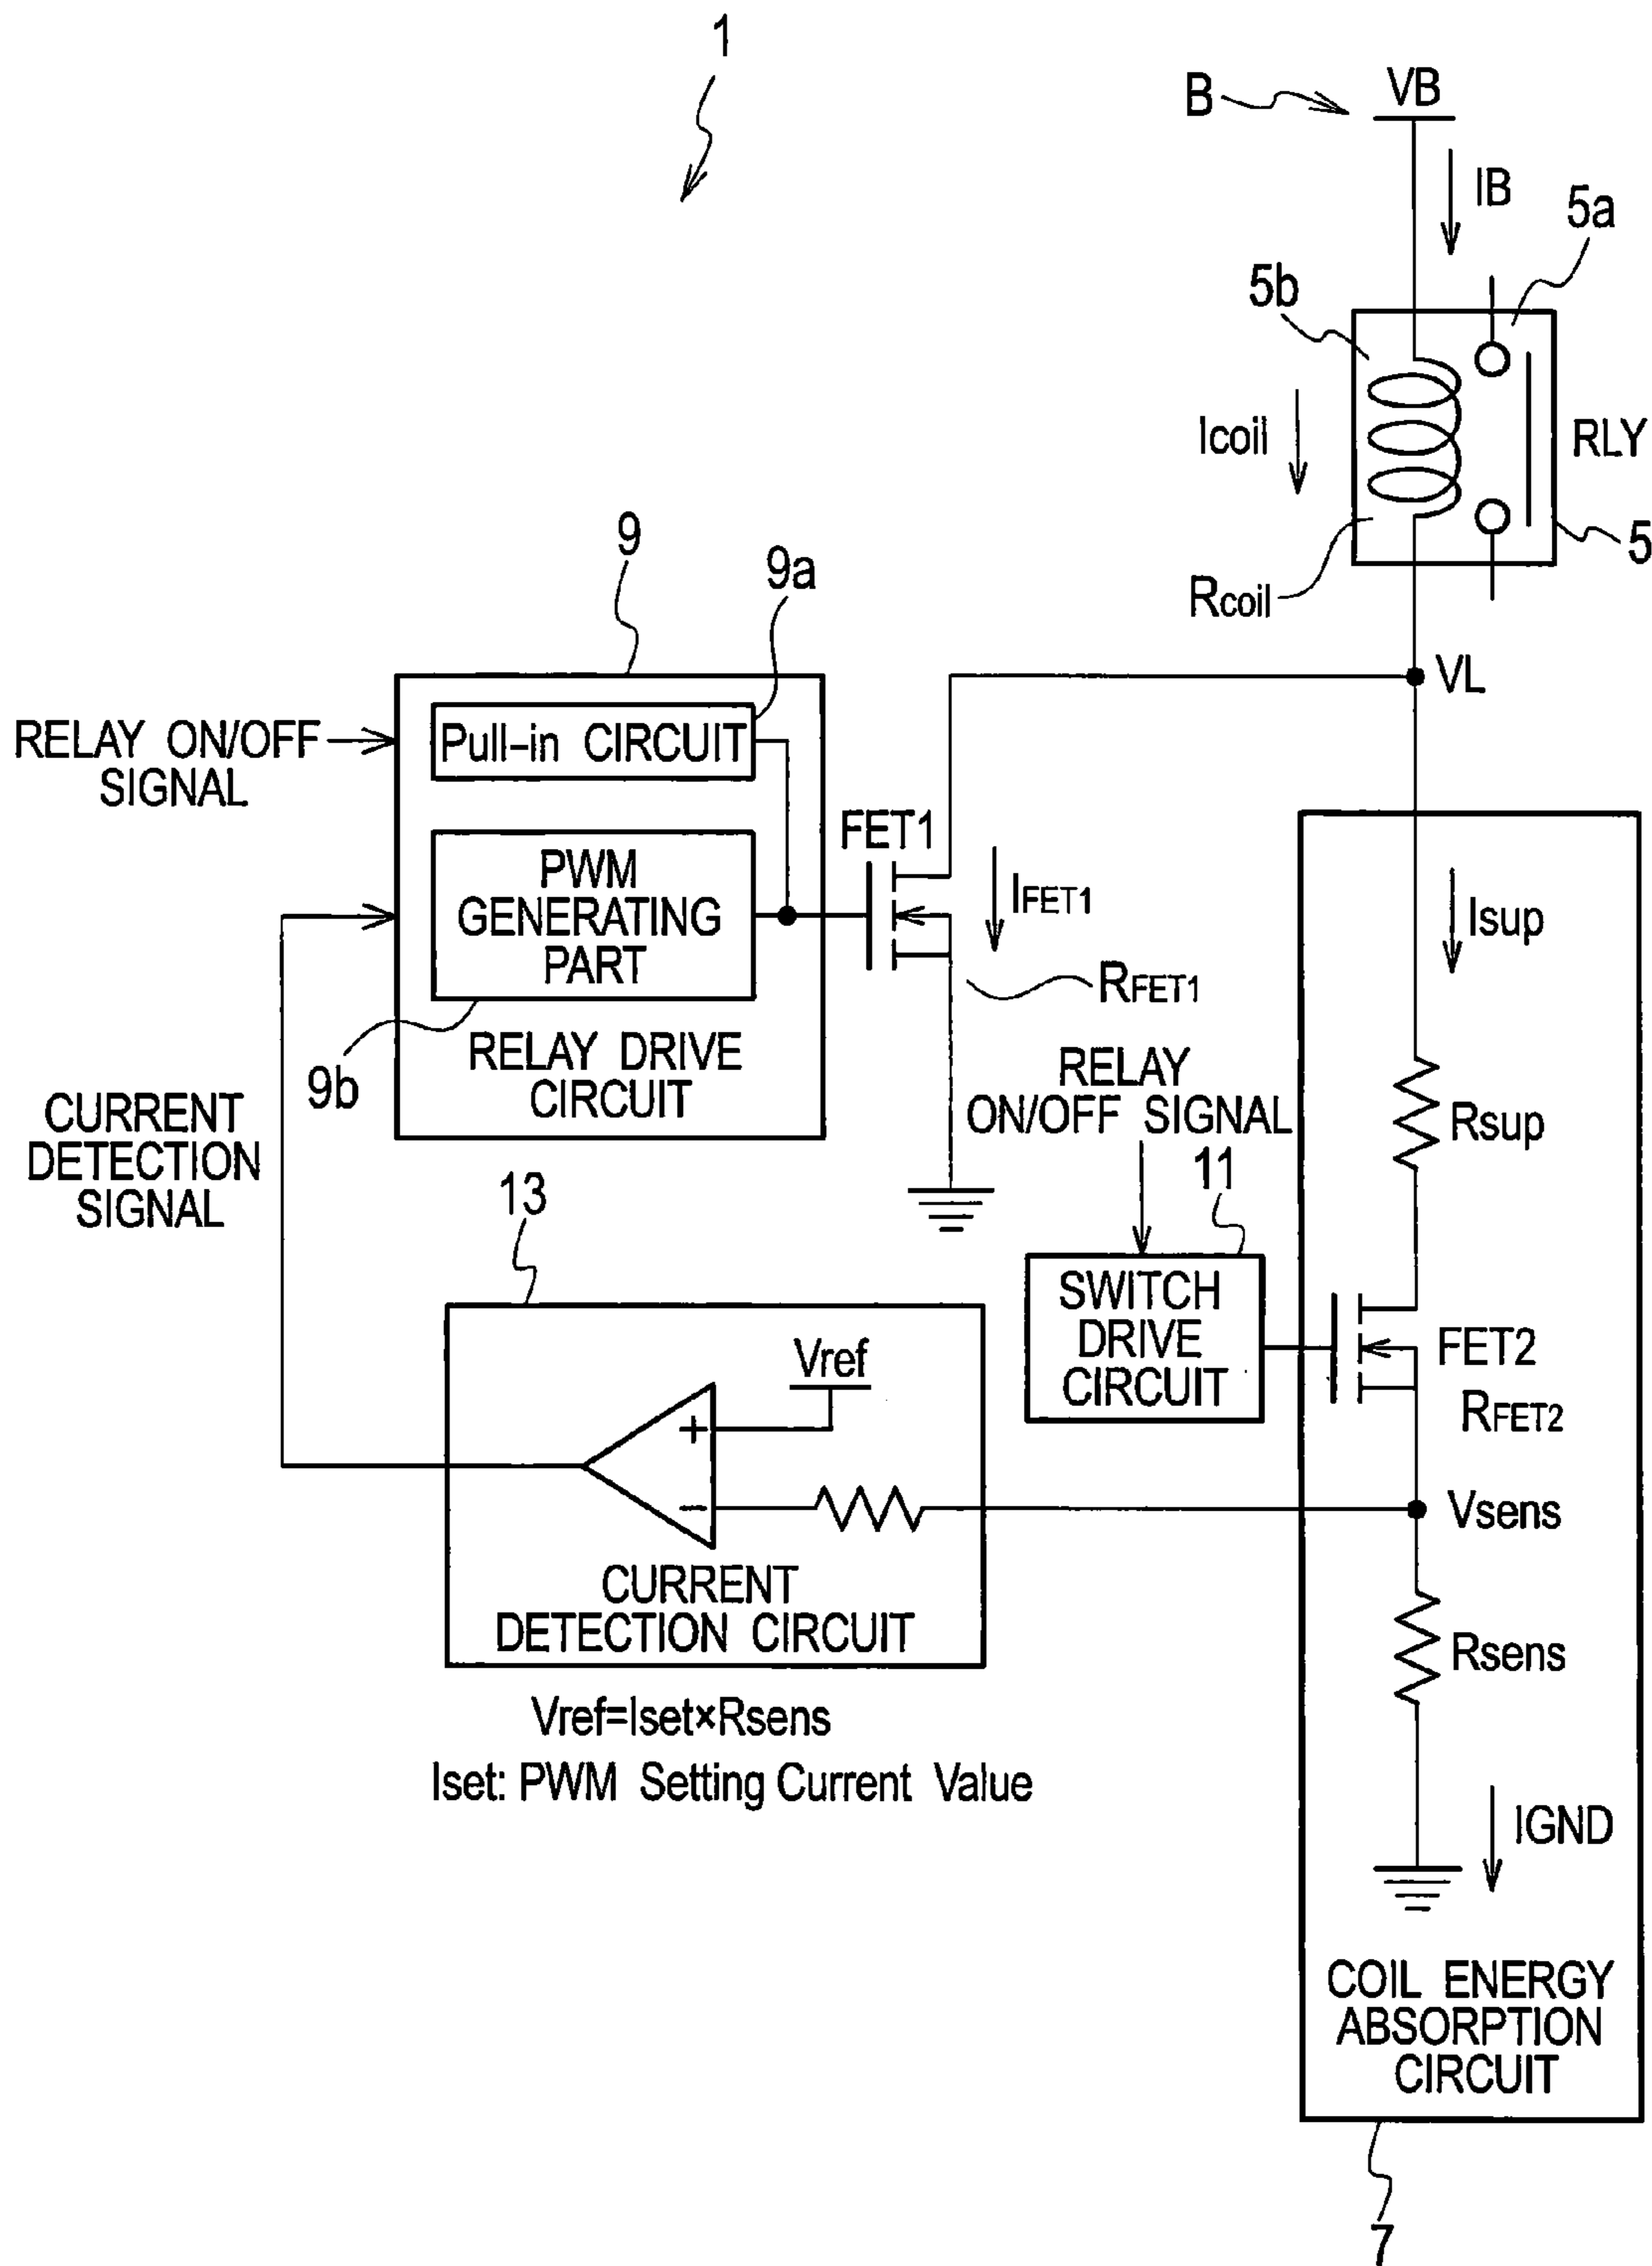 1
B
VB
IB
5a
5b
Icoil
RLY
5
Rcoil
VL
9
9a
RELAY ON/OFF
SIGNAL
Pull-in CIRCUIT
PWM
GENERATING
PART
9b
RELAY DRIVE
CIRCUIT
FET1
IFET1
RFET1
Isup
Rsup
CURRENT
DETECTION
SIGNAL
RELAY
ON/OFF SIGNAL
11
SWITCH
DRIVE
CIRCUIT
FET2
RFET2
13
Vref
+
−
CURRENT
DETECTION CIRCUIT
Vsens
Rsens
Vref=Iset×Rsens
Iset: PWM Setting Current Value
IGND
COIL ENERGY
ABSORPTION
CIRCUIT
7